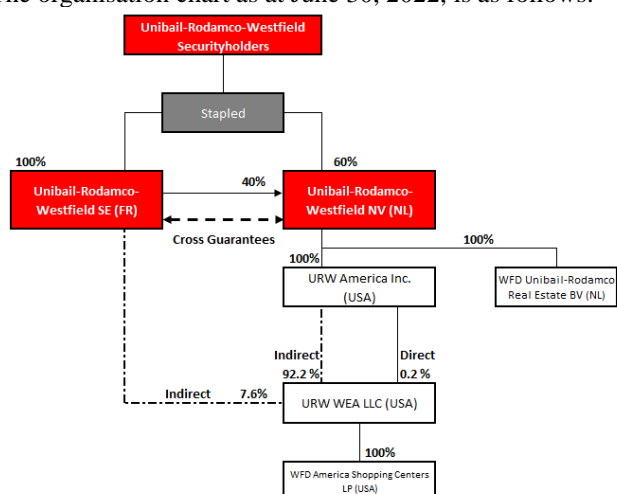 The organisation chart as at June 30, 2022, is as follows:
Unibail-Rodamco-Westfield
Securityholders
Stapled
100%
60%
Unibail-Rodamco-
Westfield SE (FR)
40%
Unibail-Rodamco-
Westfield NV (NL)
Cross Guarantees
100%
100%
URW America Inc.
(USA)
WFD Unibail-Rodamco
Real Estate BV (NL)
Indirect
92.2 %
Direct
0.2 %
Indirect 7.6%
URW WEA LLC (USA)
100%
WFD America Shopping Centers
LP (USA)